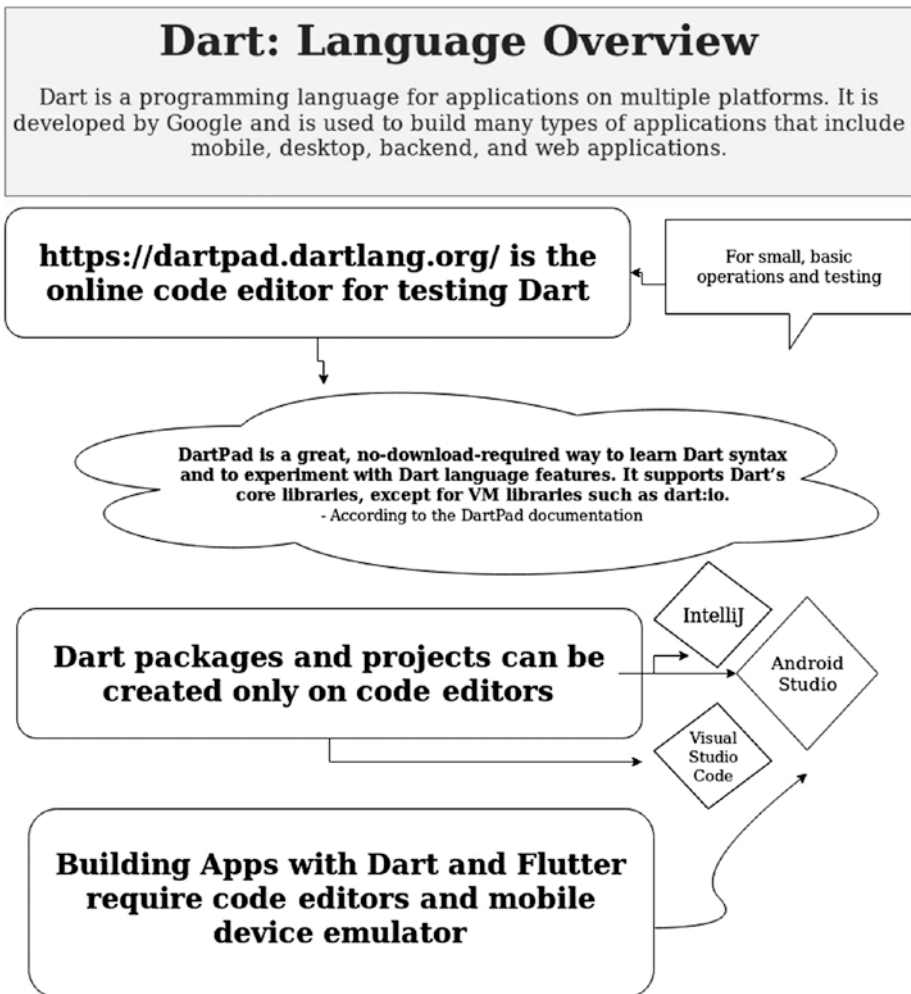 Dart: Language Overview
Dart is a programming language for applications on multiple platforms. It is
developed by Google and is used to build many types of applications that include
mobile, desktop, backend, and web applications.
https://dartpad.dartlang.org/ is the
online code editor for testing Dart
For small, basic
operations and testing
DartPad is a great, no-download-required way to learn Dart syntax
and to experiment with Dart language features. It supports Dart’s
core libraries, except for VM libraries such as dart:io.
- According to the DartPad documentation
IntelliJ
Dart packages and projects can be
created only on code editors
Android
Studio
Visual
Studio
Code
Building Apps with Dart and Flutter
require code editors and mobile
device emulator